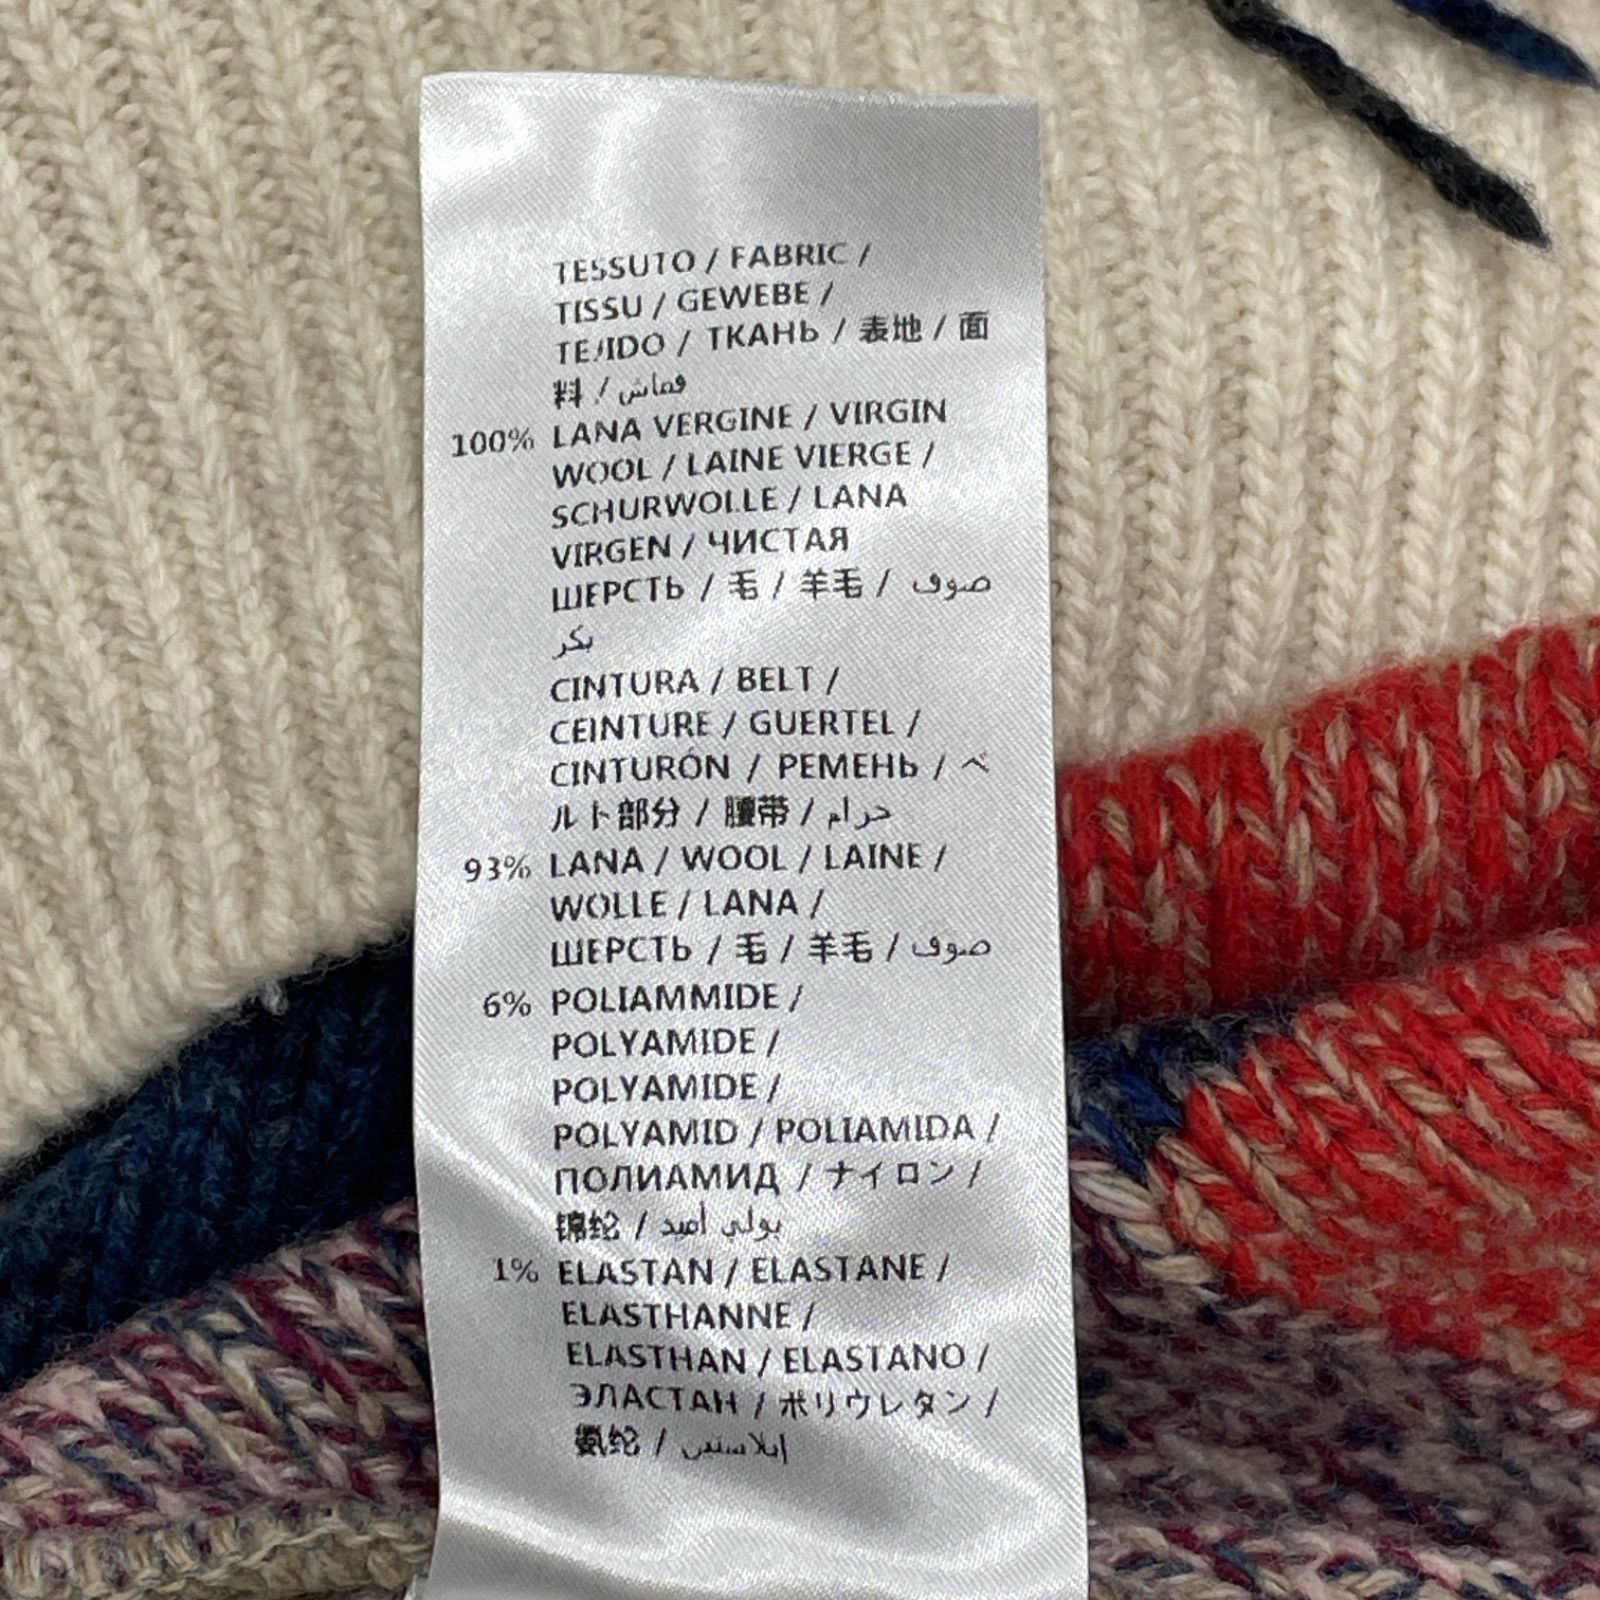 TESSUTO / FABRIC /
TISSU / GEWEBE /
TEJIDO / ТКАНЬ / 表地 / 面
料 / قماش
100% LANA VERGINE / VIRGIN
WOOL / LAINE VIERGE /
SCHURWOLLE / LANA
VIRGEN / ЧИСТАЯ
ШЕРСТЬ / 毛 / 羊毛 / صوف
بكر
CINTURA / BELT /
CEINTURE / GUERTEL /
CINTURÓN / РЕМЕНЬ / ベ
ルト部分 / 腰带 / حزام
93% LANA / WOOL / LAINE /
WOLLE / LANA /
ШЕРСТЬ / 毛 / 羊毛 / صوف
6% POLIAMMIDE /
POLYAMIDE /
POLYAMIDE /
POLYAMID / POLIAMIDA /
ПОЛИАМИД / ナイロン /
锦纶 / بولي أميد
1% ELASTAN / ELASTANE /
ELASTHANNE /
ELASTHAN / ELASTANO /
ЭЛАСТАН / ポリウレタン /
氨纶 / إيلاستين